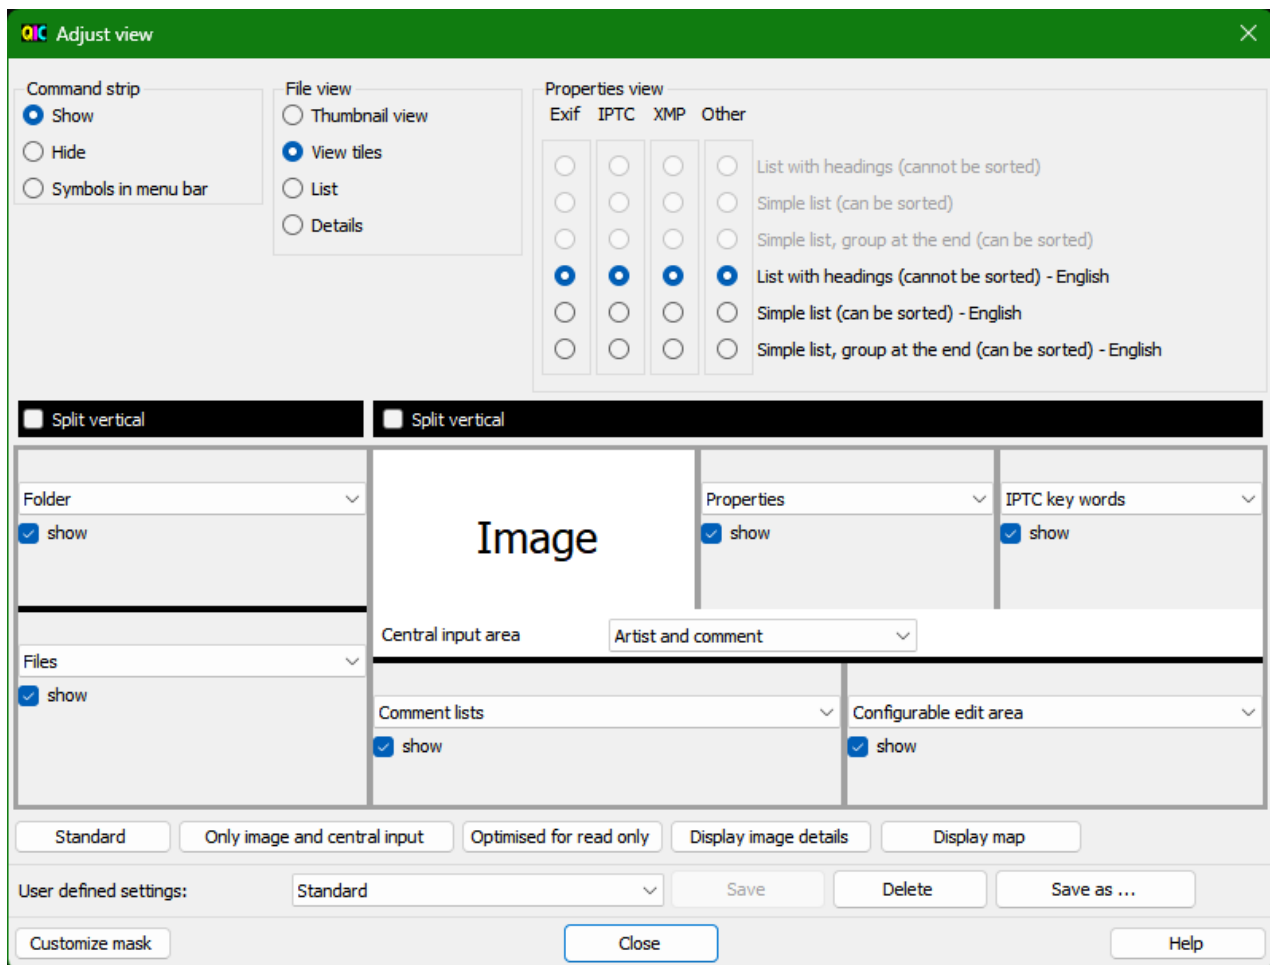 QIC Adjust view
Command strip
Show
Hide
Symbols in menu bar
File view
Thumbnail view
View tiles
List
Details
Properties view
Exif IPTC XMP Other
List with headings (cannot be sorted)
Simple list (can be sorted)
Simple list, group at the end (can be sorted)
List with headings (cannot be sorted) - English
Simple list (can be sorted) - English
Simple list, group at the end (can be sorted) - English
Split vertical
Split vertical
Folder
show
Image
Properties
show
IPTC key words
show
Central input area Artist and comment
Files
show
Comment lists
show
Configurable edit area
show
Standard Only image and central input Optimised for read only Display image details Display map
User defined settings: Standard Save Delete Save as ...
Customize mask Close Help